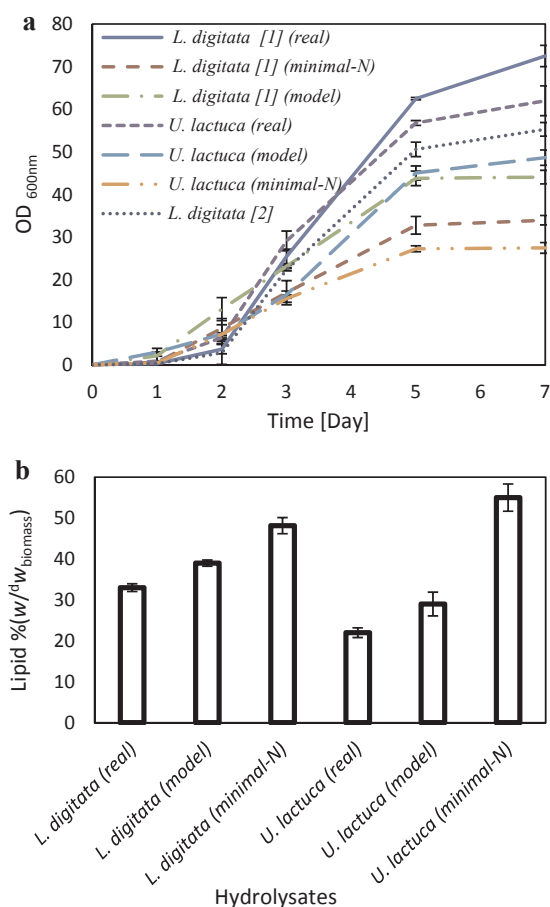 a
80
70
60
50
40
30
20
10
0
OD 600nm
L. digitata [1] (real)
L. digitata [1] (minimal-N)
L. digitata [1] (model)
U. lactuca (real)
U. lactuca (model)
U. lactuca (minimal-N)
L. digitata [2]
0 1 2 3 4 5 6 7
Time [Day]
b
60
50
40
30
20
10
0
Lipid %(w/dwbiomass)
L. digitata (real)
L. digitata (model)
L. digitata (minimal-N)
U. lactuca (real)
U. lactuca (model)
U. lactuca (minimal-N)
Hydrolysates